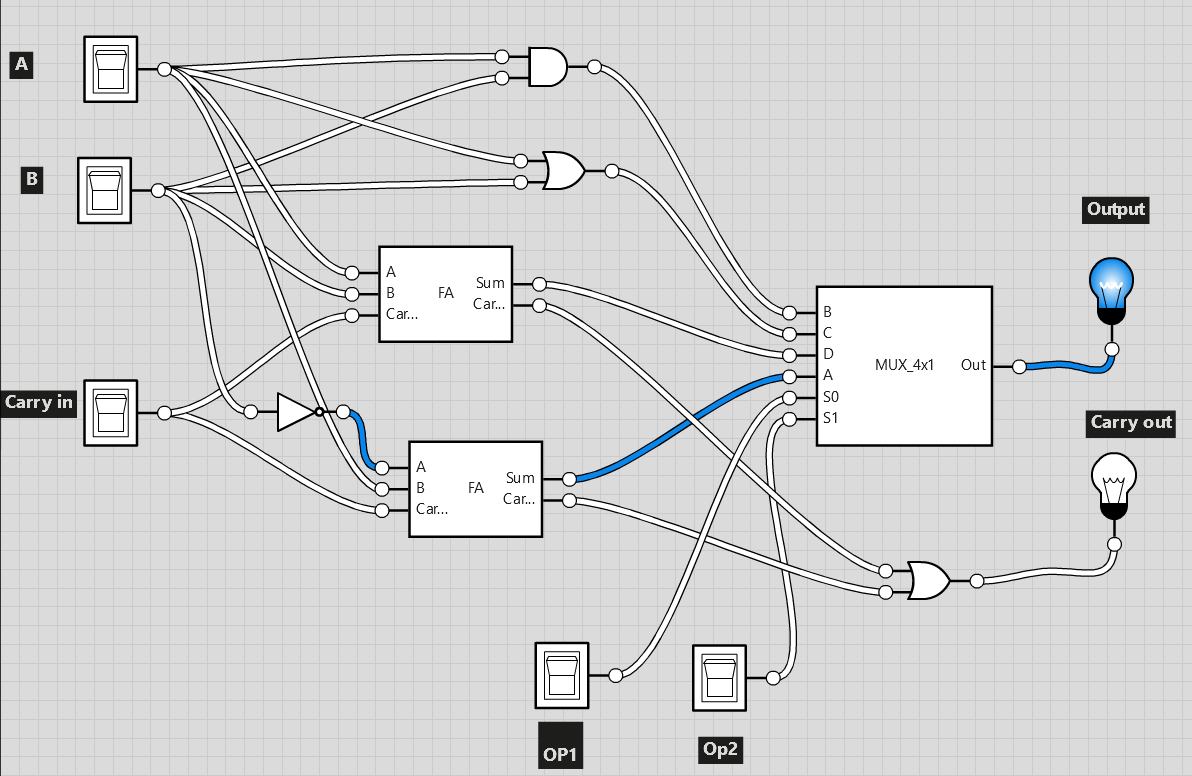 A
B
Output
A
B
Car...
FA
Sum
Car...
B
C
D
A
S0
S1
MUX_4x1
Out
Carry in
Carry out
A
B
Car...
FA
Sum
Car...
OP1
Op2